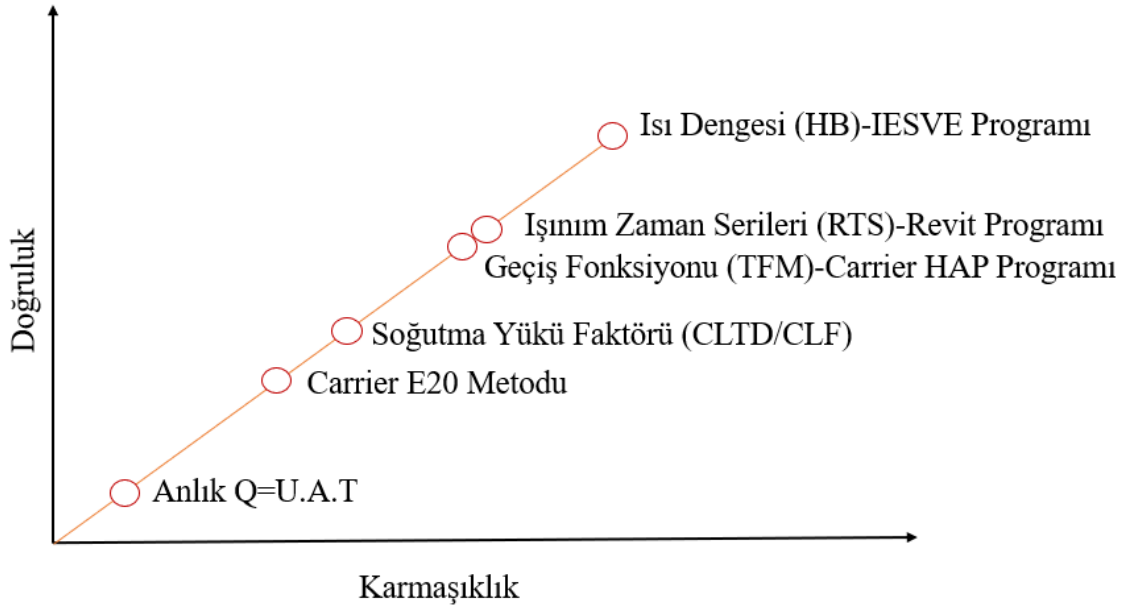 Isı Dengesi (HB)-IESVE Programı
Işınım Zaman Serileri (RTS)-Revit Programı
Geçiş Fonksiyonu (TFM)-Carrier HAP Programı
Soğutma Yükü Faktörü (CLTD/CLF)
Carrier E20 Metodu
Anlık Q=U.A.T
Doğruluk
Karmaşıklık